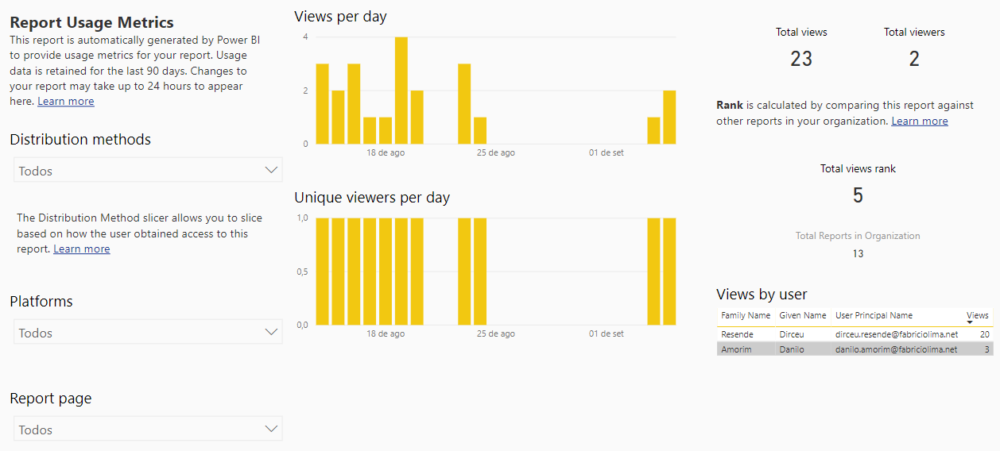 Report Usage Metrics
This report is automatically generated by Power BI
to provide usage metrics for your report. Usage
data is retained for the last 90 days. Changes to
your report may take up to 24 hours to appear
here. Learn more
Distribution methods
Todos
The Distribution Method slicer allows you to slice
based on how the user obtained access to this
report. Learn more
Platforms
Todos
Report page
Todos
Views per day
4
2
0
18 de ago
25 de ago
01 de set
Unique viewers per day
1,0
0,5
0,0
18 de ago
25 de ago
01 de set
Total views
23
Total viewers
2
Rank is calculated by comparing this report against
other reports in your organization. Learn more
Total views rank
5
Total Reports in Organization
13
Views by user
Family Name Given Name User Principal Name Views
Resende Dirceu dirceu.resende@fabriciolima.net 20
Amorim Danilo danilo.amorim@fabriciolima.net 3